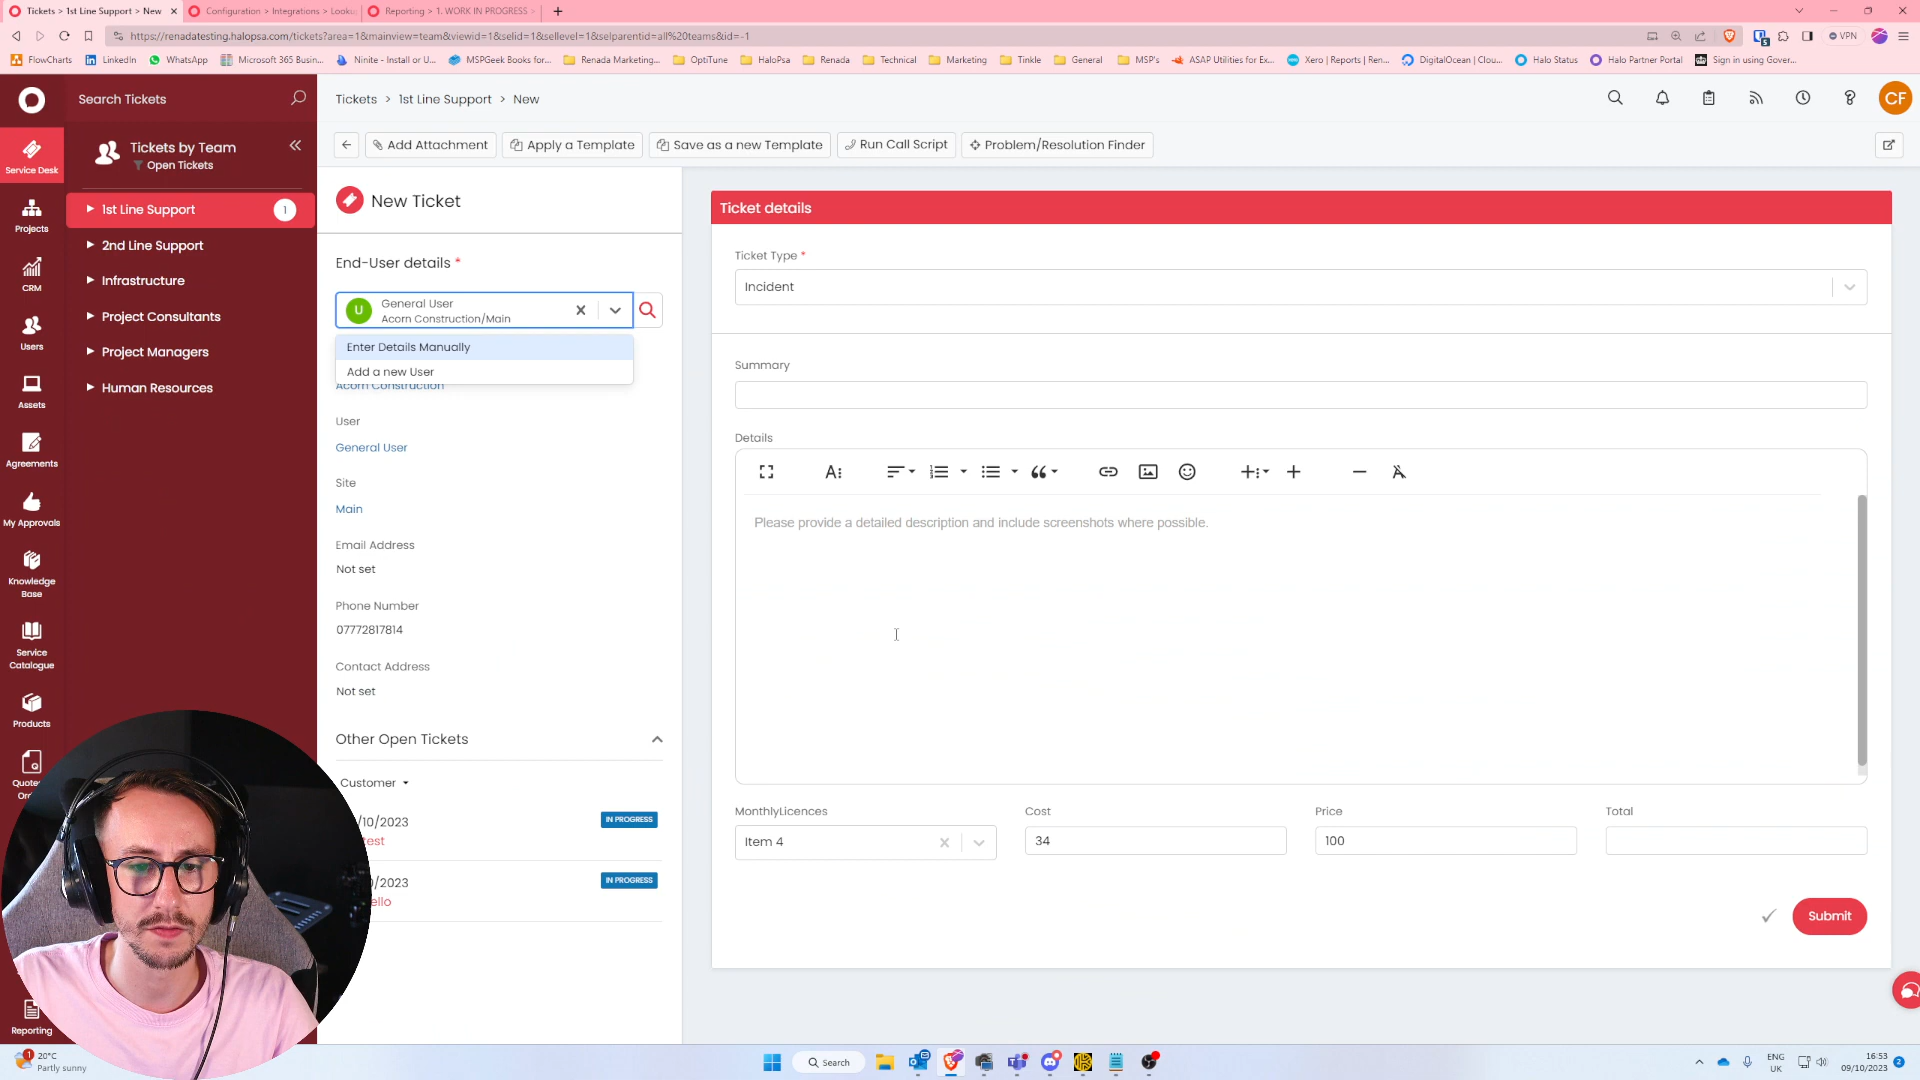 Tickets > 1st Line Support > New
Configuration > Integrations > Looku
Reporting > 1. WORK IN PROGRESS >
https://renadatesting.halopsa.com/tickets?area=1&mainview=team&viewid=1&selid=1&sellevel=1&selparentid=all%20teams&id=-1
VPN
FlowCharts
LinkedIn
WhatsApp
Microsoft 365 Busin...
Ninite - Install or U...
MSPGeek Books for...
Renada Marketing...
OptiTune
HaloPsa
Renada
Technical
Marketing
Tinkle
General
MSP's
ASAP Utilities for Ex...
Xero | Reports | Ren...
DigitalOcean | Clou...
Halo Status
Halo Partner Portal
Sign in using Gover...
Search Tickets
Tickets > 1st Line Support > New
CF
Service Desk
Projects
CRM
Users
Assets
Agreements
My Approvals
Knowledge
Base
Service
Catalogue
Products
Reporting
Tickets by Team
Open Tickets
1st Line Support
1
2nd Line Support
Infrastructure
Project Consultants
Project Managers
Human Resources
Add Attachment
Apply a Template
Save as a new Template
Run Call Script
Problem/Resolution Finder
New Ticket
End-User details *
U
General User
Acorn Construction/Main
Enter Details Manually
Add a new User
Acorn Construction
User
General User
Site
Main
Email Address
Not set
Phone Number
07772817814
Contact Address
Not set
Other Open Tickets
Customer
/10/2023
IN PROGRESS
test
/2023
IN PROGRESS
ello
Ticket details
Ticket Type *
Incident
Summary
Details
Please provide a detailed description and include screenshots where possible.
MonthlyLicences
Item 4
Cost
34
Price
100
Total
Submit
1
20°C
Partly sunny
Search
ENG
UK
16:53
09/10/2023
2